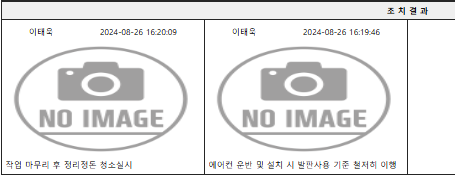 조 치 결 과
이태욱 2024-08-26 16:20:09 이태욱 2024-08-26 16:19:46
NO IMAGE NO IMAGE
작업 마무리 후 정리정돈 청소실시 에어컨 운반 및 설치 시 발판사용 기준 철저히 이행